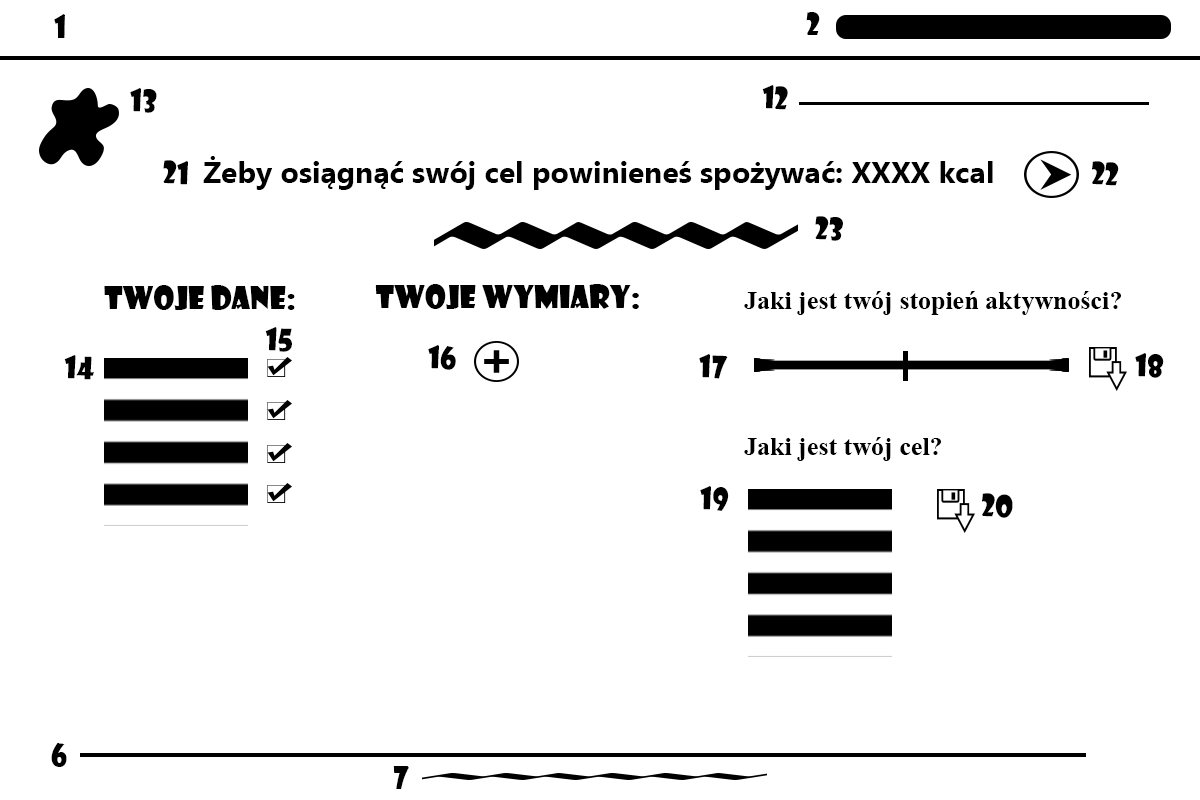 1
2
13
12
21 Żeby osiągnąć swój cel powinieneś spożywać: XXXX kcal 22
23
TWOJE DANE:
TWOJE WYMIARY:
Jaki jest twój stopień aktywności?
15
14
16
17
18
Jaki jest twój cel?
19
20
6
7